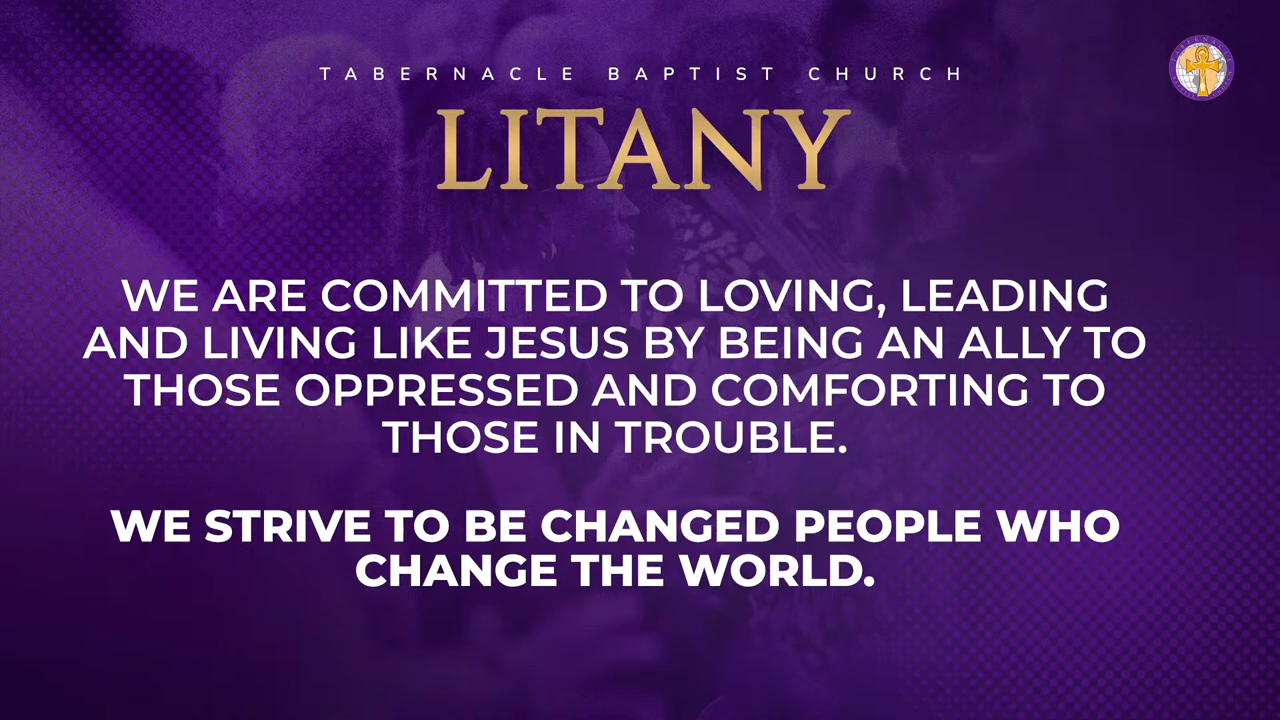 TABERNACLE BAPTIST CHURCH
LITANY
WE ARE COMMITTED TO LOVING, LEADING
AND LIVING LIKE JESUS BY BEING AN ALLY TO
THOSE OPPRESSED AND COMFORTING TO
THOSE IN TROUBLE.
WE STRIVE TO BE CHANGED PEOPLE WHO
CHANGE THE WORLD.